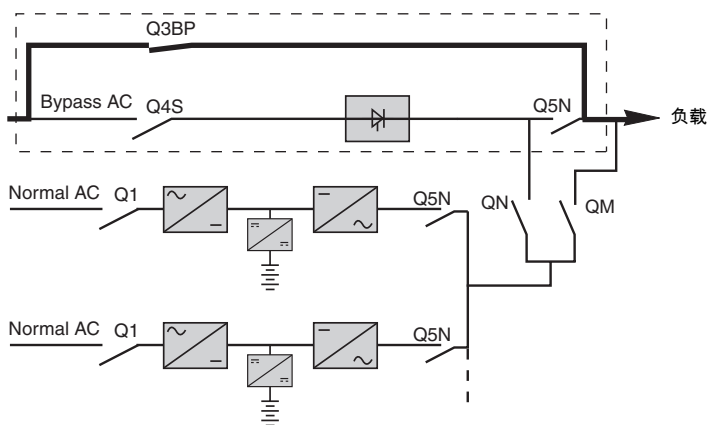 Q3BP
Bypass AC
Q4S
Q5N
负载
Normal AC
Q1
Q5N
QN
QM
Normal AC
Q1
Q5N